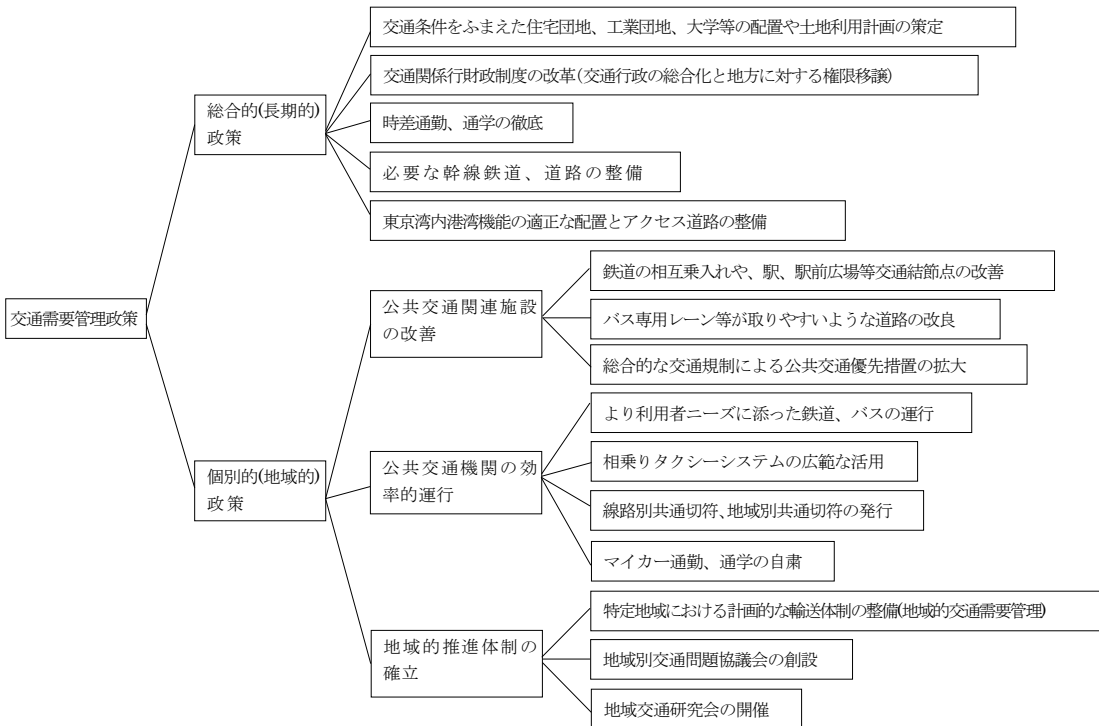 交通条件をふまえた住宅団地、工業団地、大学等の配置や土地利用計画の策定
交通関係行財政制度の改革(交通行政の総合化と地方に対する権限移譲)
総合的(長期的)
政策
時差通勤、通学の徹底
必要な幹線鉄道、道路の整備
東京湾内港湾機能の適正な配置とアクセス道路の整備
交通需要管理政策
鉄道の相互乗入れや、駅、駅前広場等交通結節点の改善
公共交通関連施設
の改善
バス専用レーン等が取りやすいような道路の改良
総合的な交通規制による公共交通優先措置の拡大
個別的(地域的)
政策
より利用者ニーズに添った鉄道、バスの運行
公共交通機関の効
率的運行
相乗りタクシーシステムの広範な活用
線路別共通切符、地域別共通切符の発行
マイカー通勤、通学の自粛
特定地域における計画的な輸送体制の整備(地域的交通需要管理)
地域的推進体制の
確立
地域別交通問題協議会の創設
地域交通研究会の開催